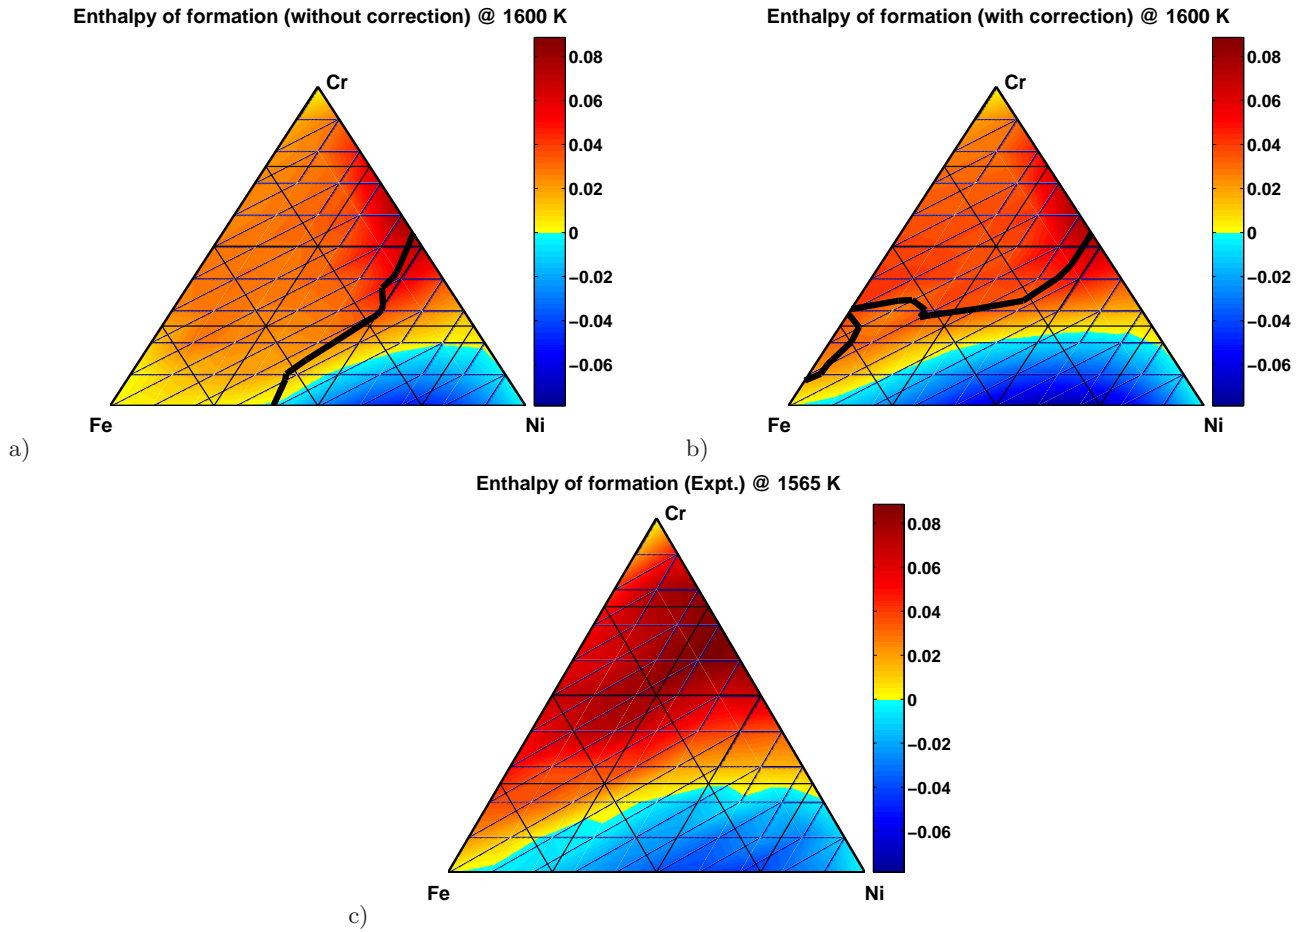 Enthalpy of formation (without correction) @ 1600 K
Cr
Fe
Ni
0.08
0.06
0.04
0.02
0
−0.02
−0.04
−0.06
a)
Enthalpy of formation (with correction) @ 1600 K
Cr
Fe
Ni
0.08
0.06
0.04
0.02
0
−0.02
−0.04
−0.06
b)
Enthalpy of formation (Expt.) @ 1565 K
Cr
Fe
Ni
0.08
0.06
0.04
0.02
0
−0.02
−0.04
−0.06
c)